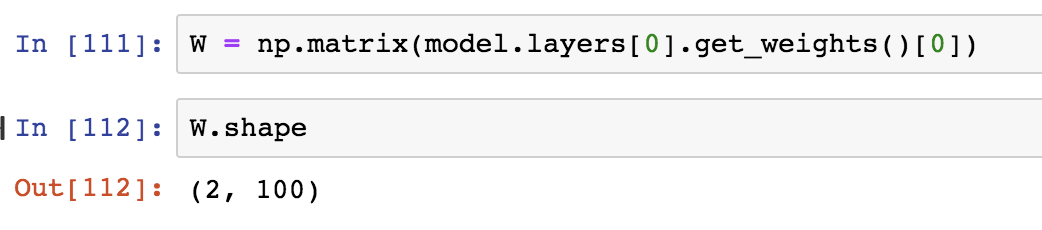 In [111]: W = np.matrix(model.layers[0].get_weights()[0])
In [112]: W.shape
Out[112]: (2, 100)